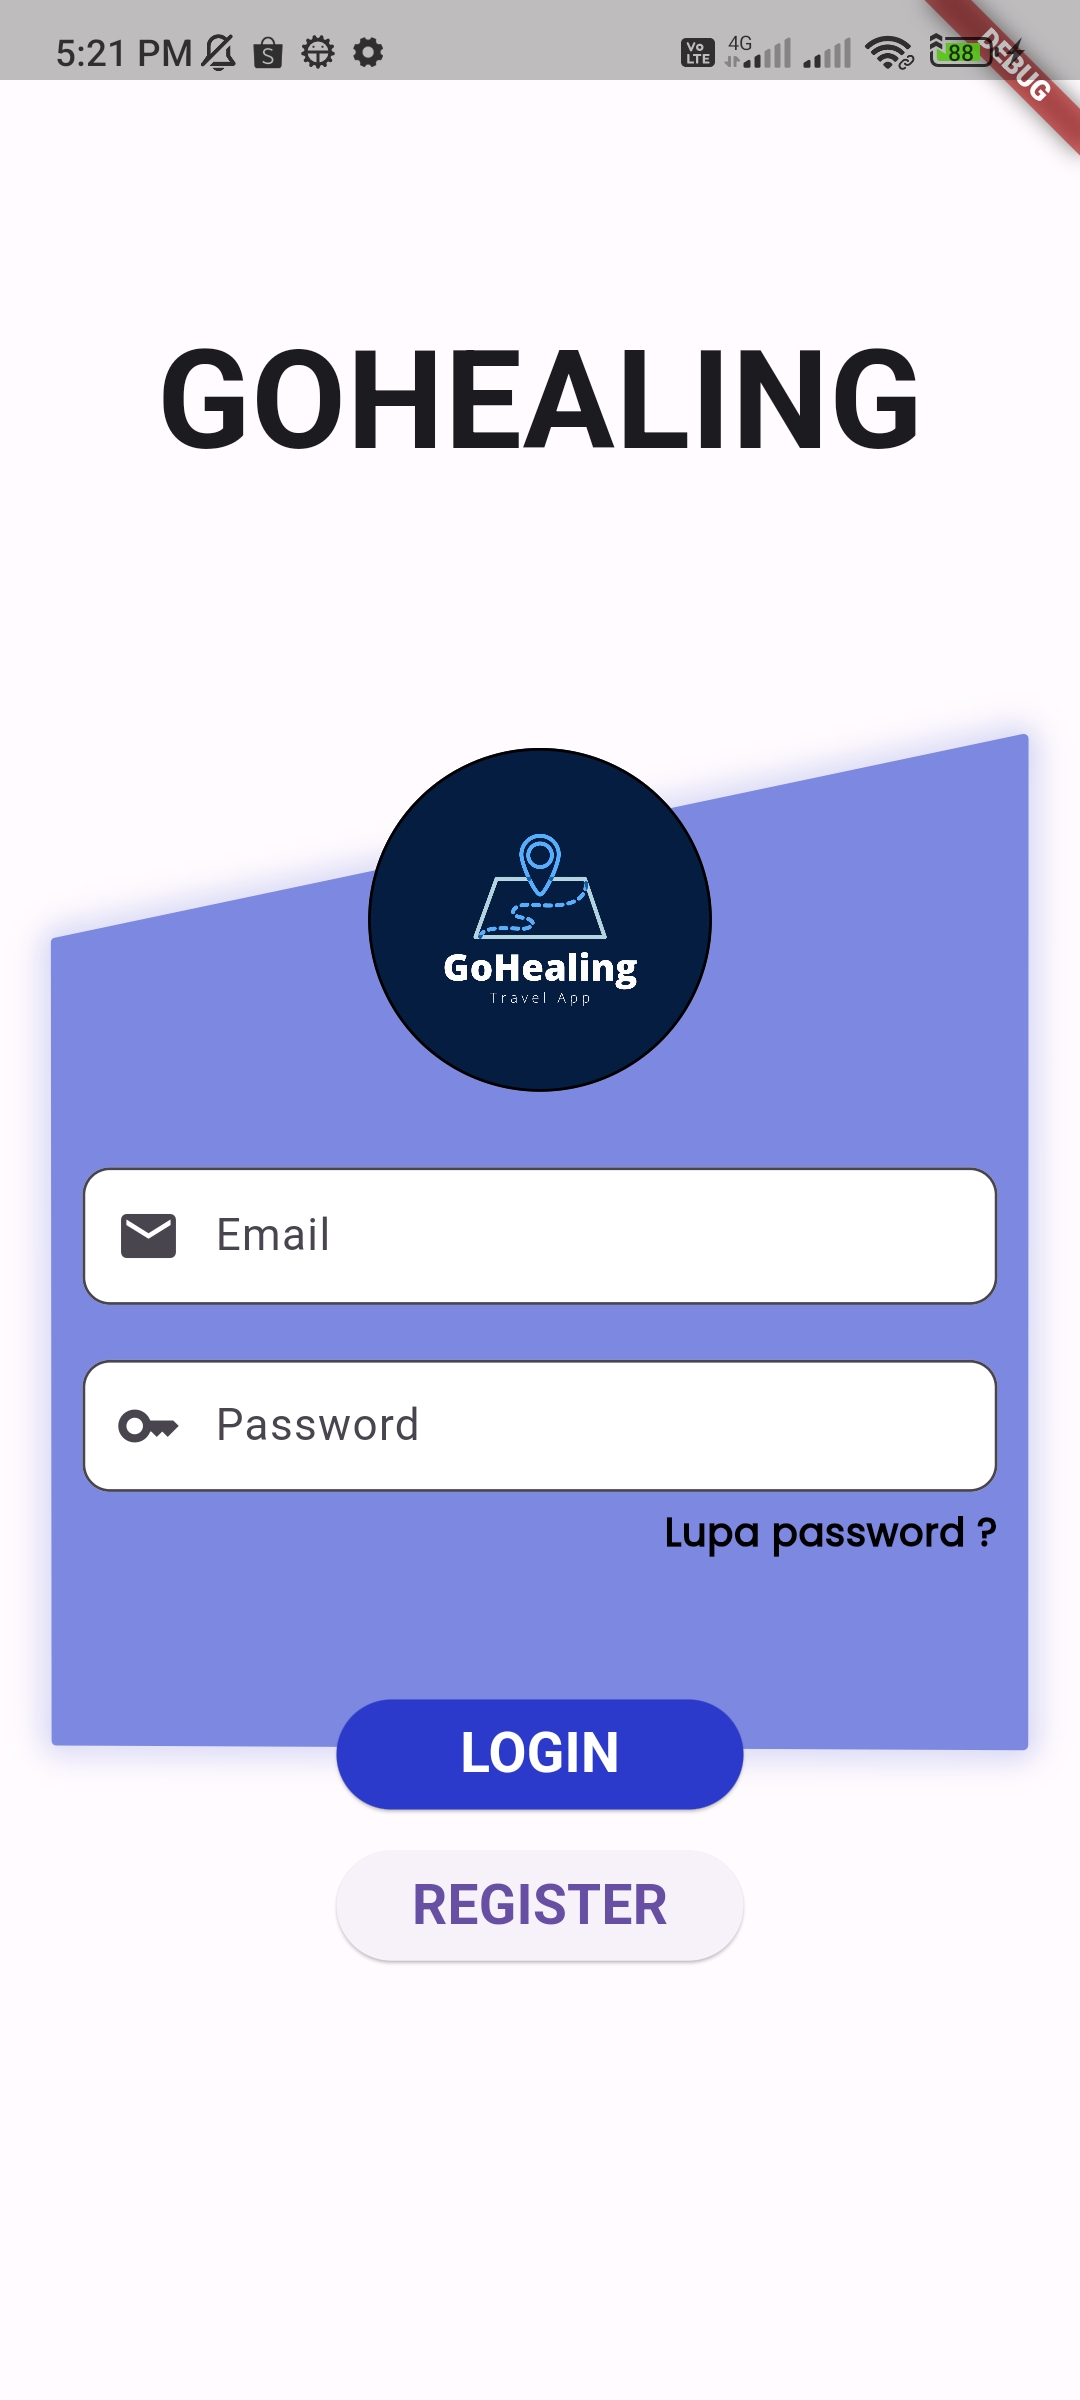 5:21 PM
S
Vo LTE 4G 88
DEBUG
GOHEALING
GoHealing
Travel App
Email
Password
Lupa password ?
LOGIN
REGISTER